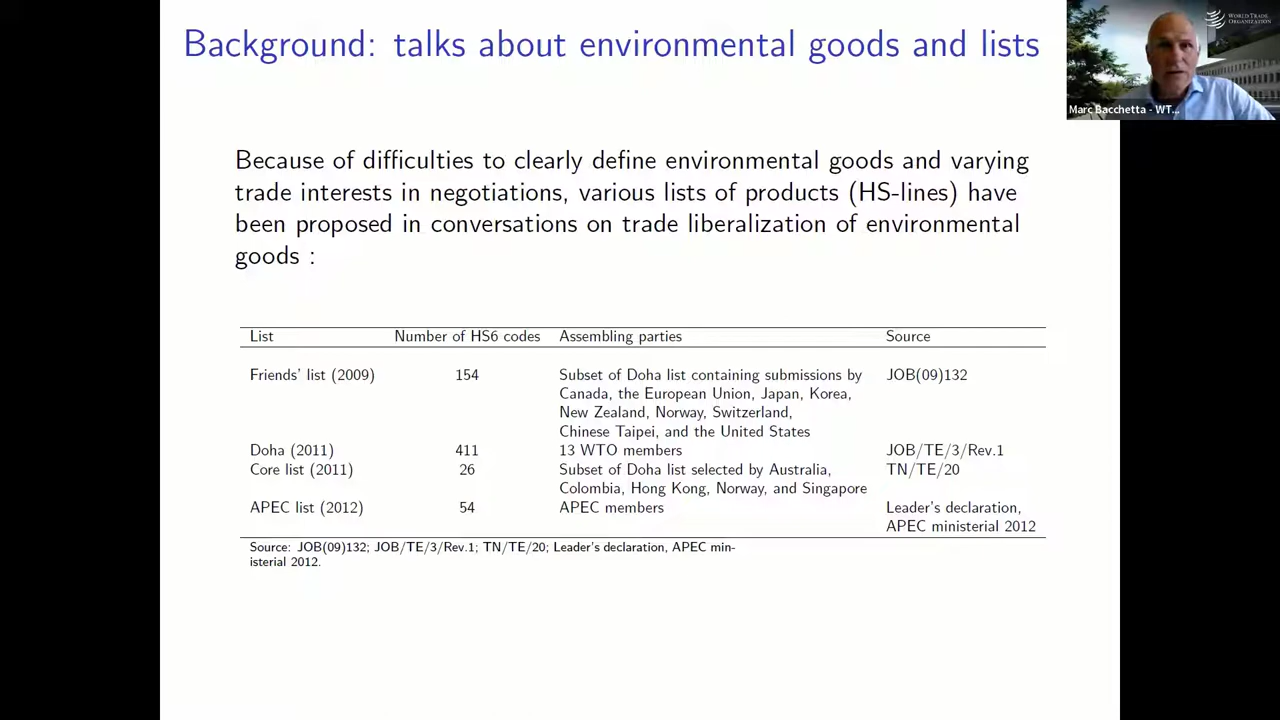 Background: talks about environmental goods and lists
WORLD TRADE
ORGANIZATION
Marc Bacchetta - WT...
Because of difficulties to clearly define environmental goods and varying
trade interests in negotiations, various lists of products (HS-lines) have
been proposed in conversations on trade liberalization of environmental
goods :
List Number of HS6 codes Assembling parties Source
Friends' list (2009) 154 Subset of Doha list containing submissions by JOB(09)132
Canada, the European Union, Japan, Korea,
New Zealand, Norway, Switzerland,
Chinese Taipei, and the United States
Doha (2011) 411 13 WTO members JOB/TE/3/Rev.1
Core list (2011) 26 Subset of Doha list selected by Australia, TN/TE/20
Colombia, Hong Kong, Norway, and Singapore
APEC list (2012) 54 APEC members Leader's declaration,
APEC ministerial 2012
Source: JOB(09)132; JOB/TE/3/Rev.1; TN/TE/20; Leader's declaration, APEC min-
isterial 2012.